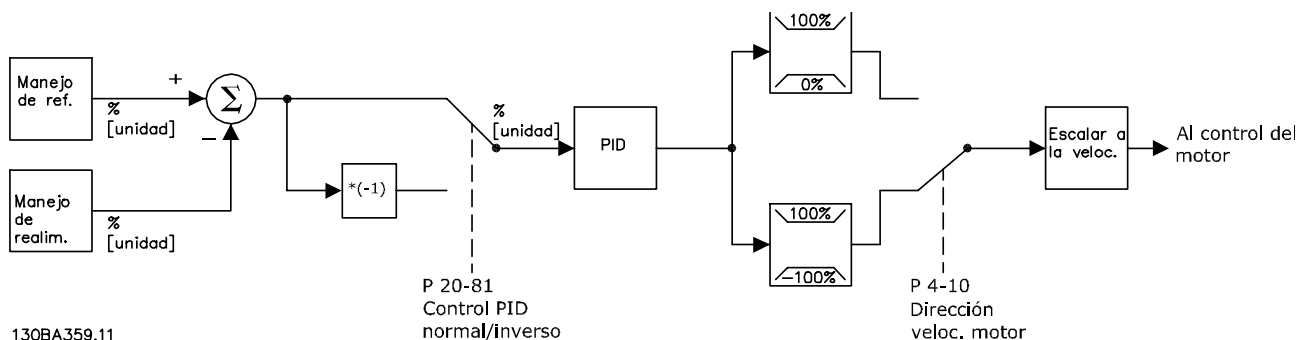 Manejo
de ref.
+
%
[unidad]
Σ
−
Manejo
de
realim.
%
[unidad]
*(-1)
%
[unidad]
P 20-81
Control PID
normal/inverso
PID
100%
0%
100%
−100%
P 4-10
Dirección
veloc. motor
Escalar a
la veloc.
Al control del
motor
130BA359.11